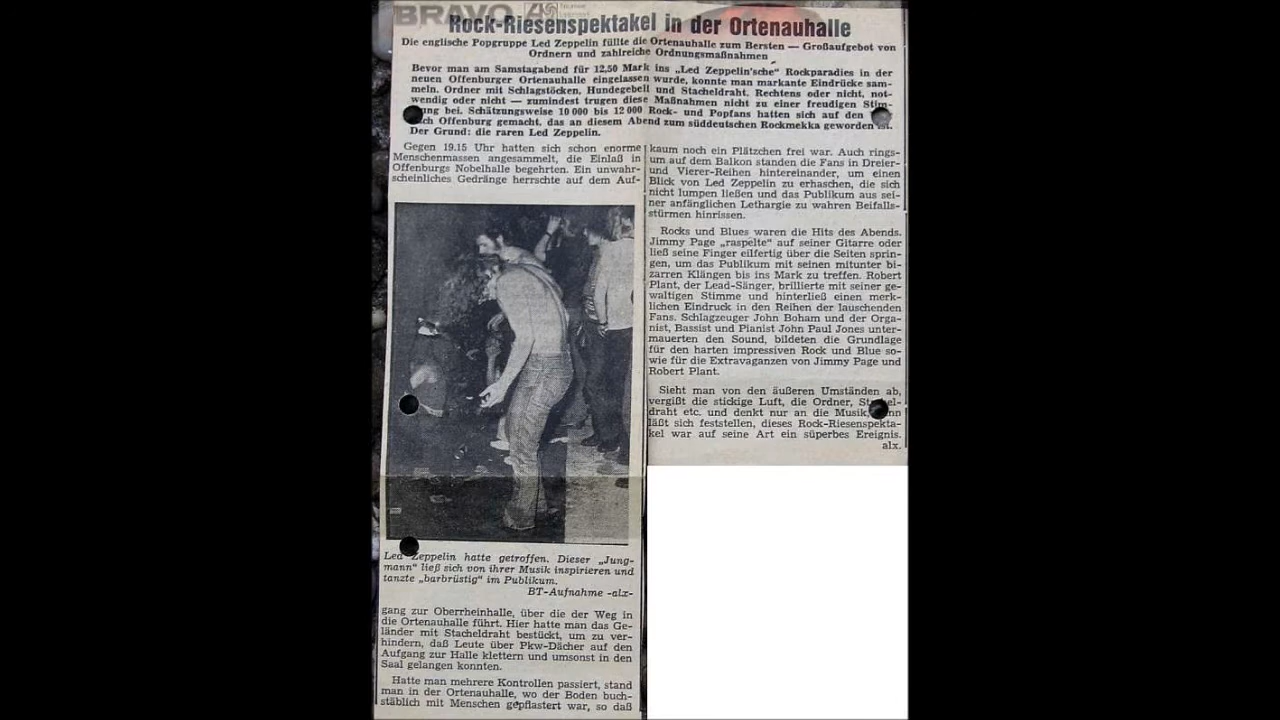 BRAVO
Rock-Riesenspektakel in der Ortenauhalle
Die englische Popgruppe Led Zeppelin füllte die Ortenauhalle zum Bersten — Großaufgebot von
Ordnern und zahlreiche Ordnungsmaßnahmen
Bevor man am Samstagabend für 12,50 Mark ins „Led Zeppelin'sche“ Rockparadies in der
neuen Offenburger Ortenauhalle eingelassen wurde, konnte man markante Eindrücke sam-
meln. Ordner mit Schlagstöcken, Hundegebell und Stacheldraht. Rechtens oder nicht, not-
wendig oder nicht — zumindest trugen diese Maßnahmen nicht zu einer freudigen Stim-
ung bei. Schätzungsweise 10 000 bis 12 000 Rock- und Popfans hatten sich auf den
ch Offenburg gemacht, das an diesem Abend zum süddeutschen Rockmekka geworden ist.
Der Grund: die raren Led Zeppelin.
Gegen 19.15 Uhr hatten sich schon enorme
Menschenmassen angesammelt, die Einlaß in
Offenburgs Nobelhalle begehrten. Ein unwahr-
scheinliches Gedränge herrschte auf dem Auf-
Led Zeppelin hatte getroffen. Dieser „Jung-
mann“ ließ sich von ihrer Musik inspirieren und
tanzte „barbrüstig“ im Publikum.
BT-Aufnahme -alx-
gang zur Oberrheinhalle, über die der Weg in
die Ortenauhalle führt. Hier hatte man das Ge-
länder mit Stacheldraht bestückt, um zu ver-
hindern, daß Leute über Pkw-Dächer auf den
Aufgang zur Halle klettern und umsonst in den
Saal gelangen konnten.
Hatte man mehrere Kontrollen passiert, stand
man in der Ortenauhalle, wo der Boden buch-
stäblich mit Menschen gepflastert war, so daß
kaum noch ein Plätzchen frei war. Auch rings-
um auf dem Balkon standen die Fans in Dreier-
und Vierer-Reihen hintereinander, um einen
Blick von Led Zeppelin zu erhaschen, die sich
nicht lumpen ließen und das Publikum aus sei-
ner anfänglichen Lethargie zu wahren Beifalls-
stürmen hinrissen.
Rocks und Blues waren die Hits des Abends.
Jimmy Page „raspelte“ auf seiner Gitarre oder
ließ seine Finger eilfertig über die Seiten sprin-
gen, um das Publikum mit seinen mitunter bi-
zarren Klängen bis ins Mark zu treffen. Robert
Plant, der Lead-Sänger, brillierte mit seiner ge-
waltigen Stimme und hinterließ einen merk-
lichen Eindruck in den Reihen der lauschenden
Fans. Schlagzeuger John Boham und der Orga-
nist, Bassist und Pianist John Paul Jones unter-
mauerten den Sound, bildeten die Grundlage
für den harten impressiven Rock und Blue so-
wie für die Extravaganzen von Jimmy Page und
Robert Plant.
Sieht man von den äußeren Umständen ab,
vergißt die stickige Luft, die Ordner, Stachel-
draht etc. und denkt nur an die Musik, dann
läßt sich feststellen, dieses Rock-Riesenspekta-
kel war auf seine Art ein süperbes Ereignis.
alx.